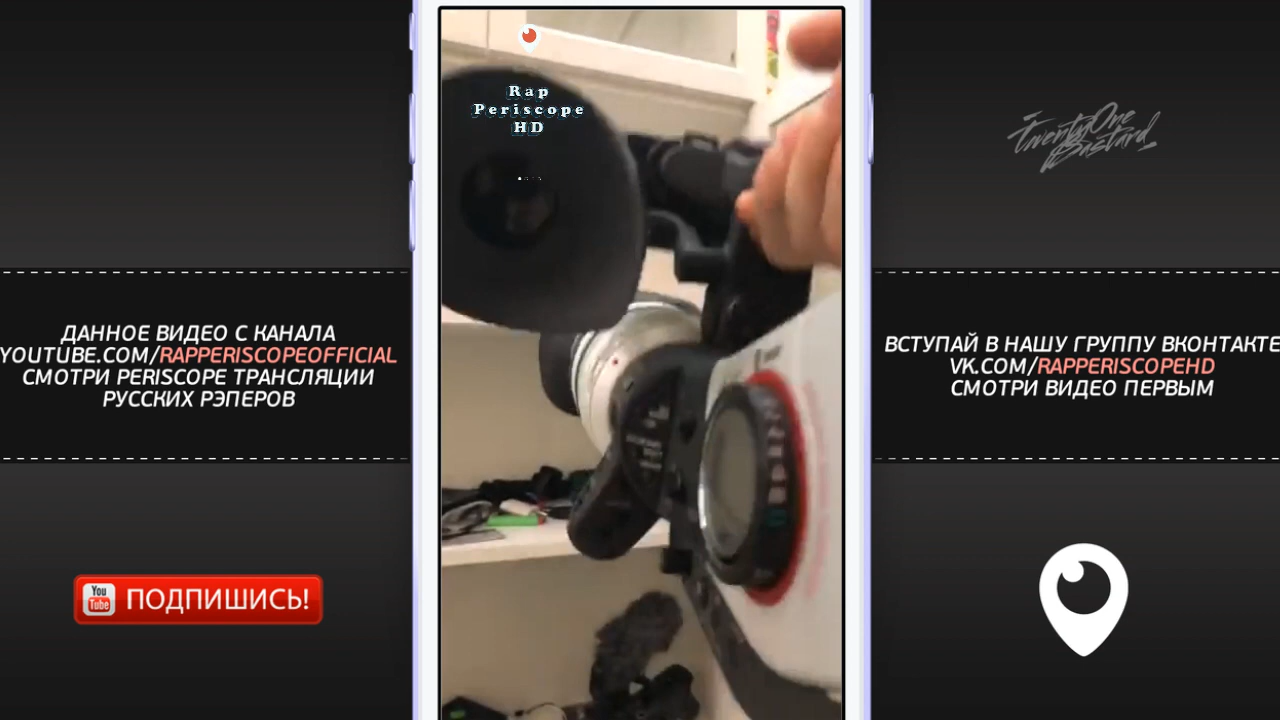 Rap
Periscope
HD
TwentyOne
Bastard
ДАННОЕ ВИДЕО С КАНАЛА
YOUTUBE.COM/RAPPERISCOPEOFFICIAL
СМОТРИ PERISCOPE ТРАНСЛЯЦИИ
РУССКИХ РЭПЕРОВ
ВСТУПАЙ В НАШУ ГРУППУ ВКОНТАКТЕ
VK.COM/RAPPERISCOPEHD
СМОТРИ ВИДЕО ПЕРВЫМ
You
Tube
ПОДПИШИСЬ!